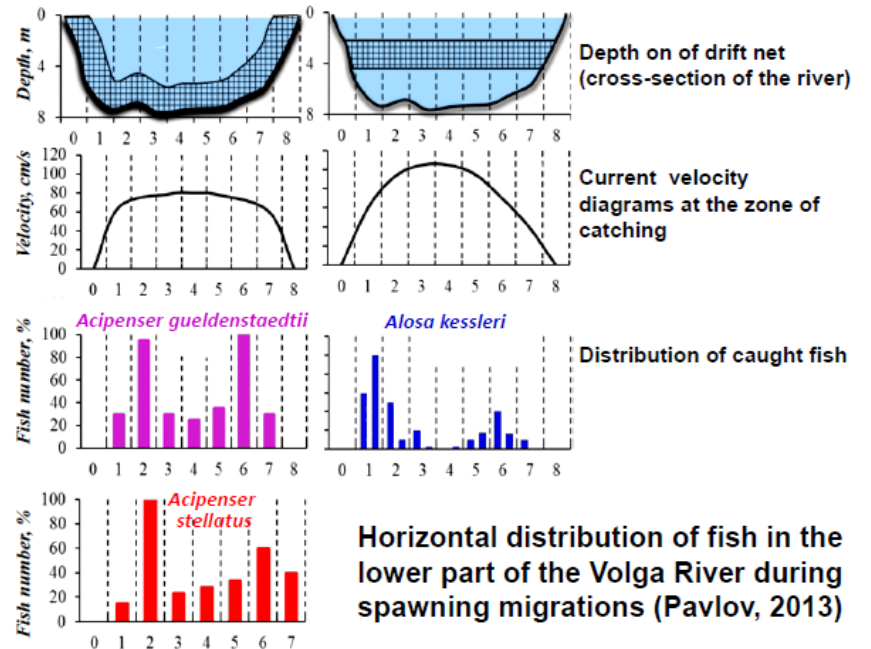 Depth, m
0
4
8
0 1 2 3 4 5 6 7 8
0
4
8
0 1 2 3 4 5 6 7 8
Depth on of drift net
(cross-section of the river)
Velocity, cm/s
120
100
80
60
40
20
0
0 1 2 3 4 5 6 7 8
0 1 2 3 4 5 6 7 8
Current velocity
diagrams at the zone of
catching
Acipenser gueldenstaedtii
Fish number, %
100
80
60
40
20
0
0 1 2 3 4 5 6 7 8
Alosa kessleri
0 1 2 3 4 5 6 7 8
Distribution of caught fish
Acipenser
stellatus
Fish number, %
100
80
60
40
20
0
0 1 2 3 4 5 6 7
Horizontal distribution of fish in the
lower part of the Volga River during
spawning migrations (Pavlov, 2013)